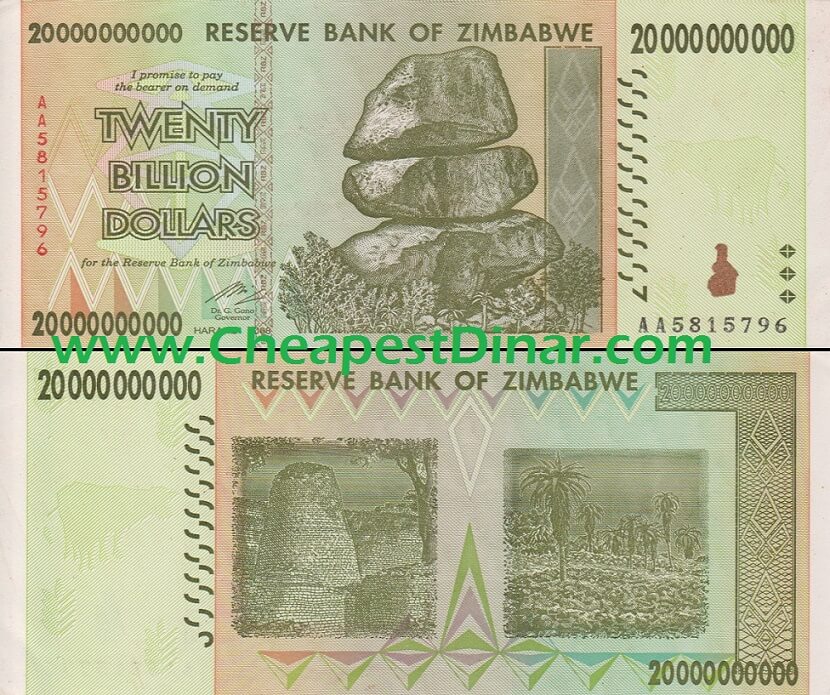 20000000000 RESERVE BANK OF ZIMBABWE 20000000000
I promise to pay
the bearer on demand
AA5815796
TWENTY
BILLION
DOLLARS
for the Reserve Bank of Zimbabwe
Dr. G. Gono
Governor
20000000000
AA5815796
www.CheapestDinar.com
20000000000 RESERVE BANK OF ZIMBABWE
20000000000
20000000000